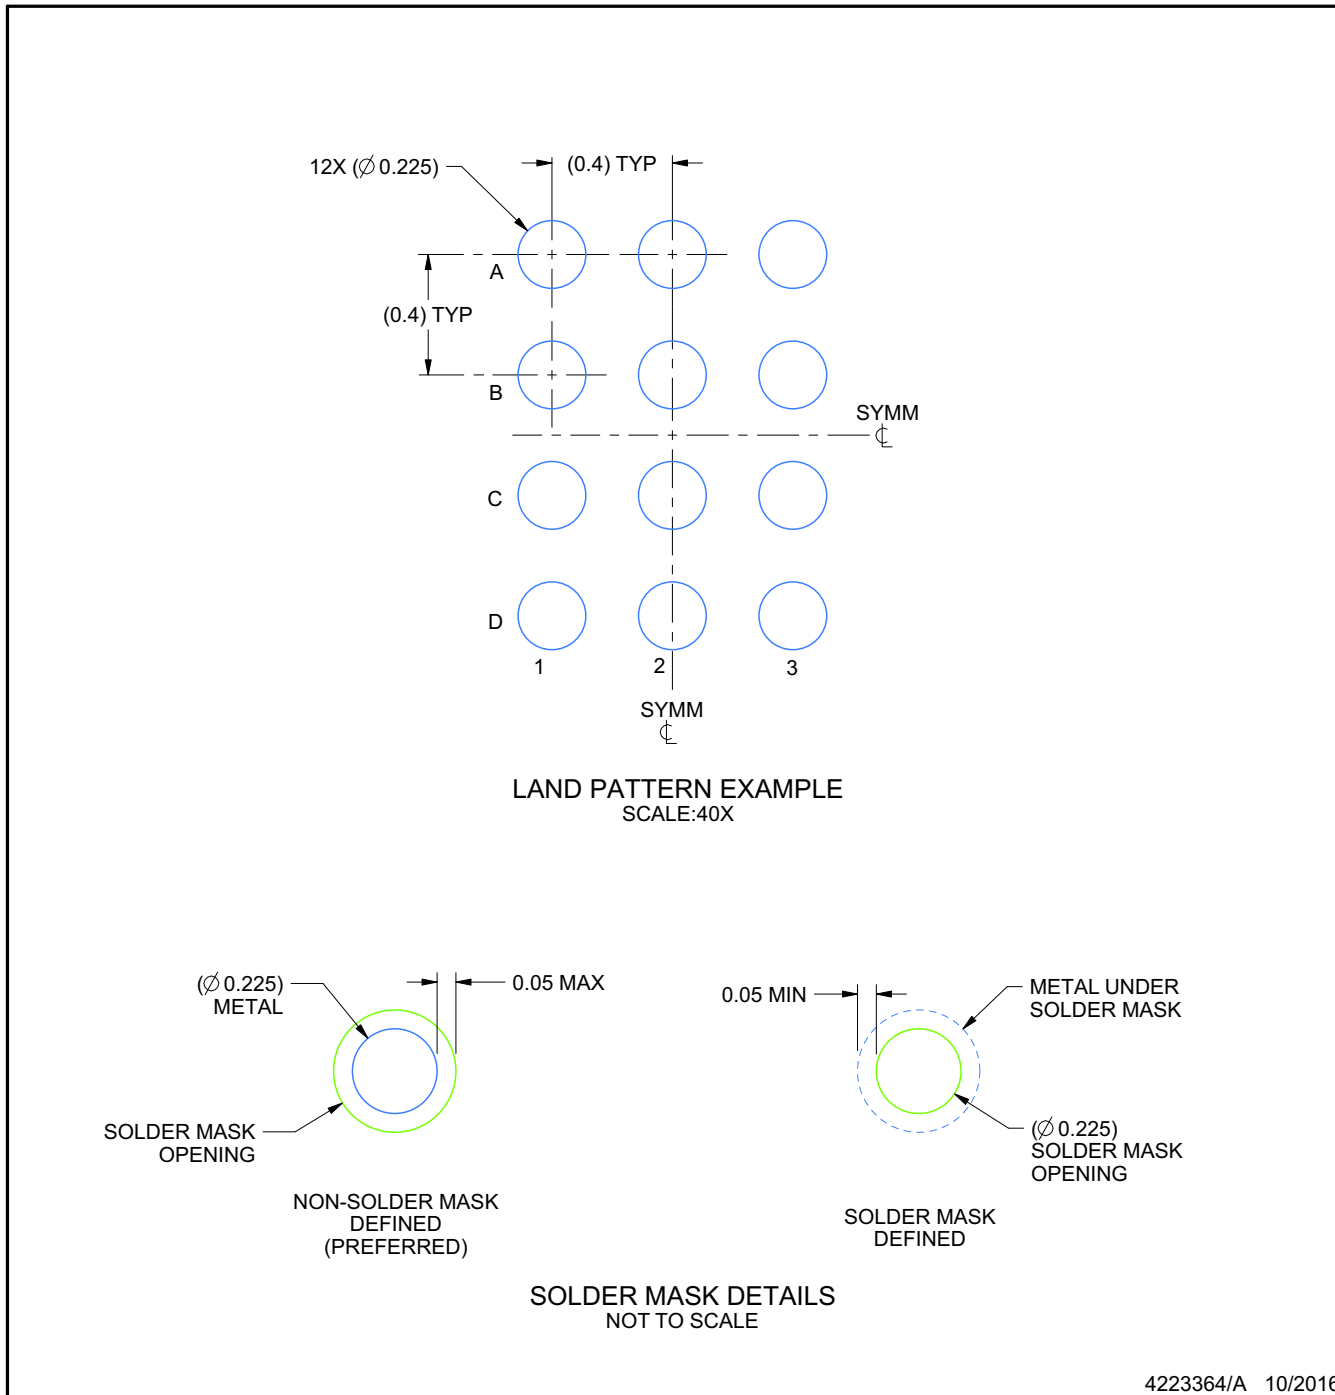 12X (∅ 0.225)
(0.4) TYP
A
(0.4) TYP
B
SYMM
℄
C
D
1 2 3
SYMM
℄
LAND PATTERN EXAMPLE
SCALE:40X
(∅ 0.225)
METAL
0.05 MAX
SOLDER MASK
OPENING
NON-SOLDER MASK
DEFINED
(PREFERRED)
0.05 MIN
METAL UNDER
SOLDER MASK
(∅ 0.225)
SOLDER MASK
OPENING
SOLDER MASK
DEFINED
SOLDER MASK DETAILS
NOT TO SCALE
4223364/A 10/2016